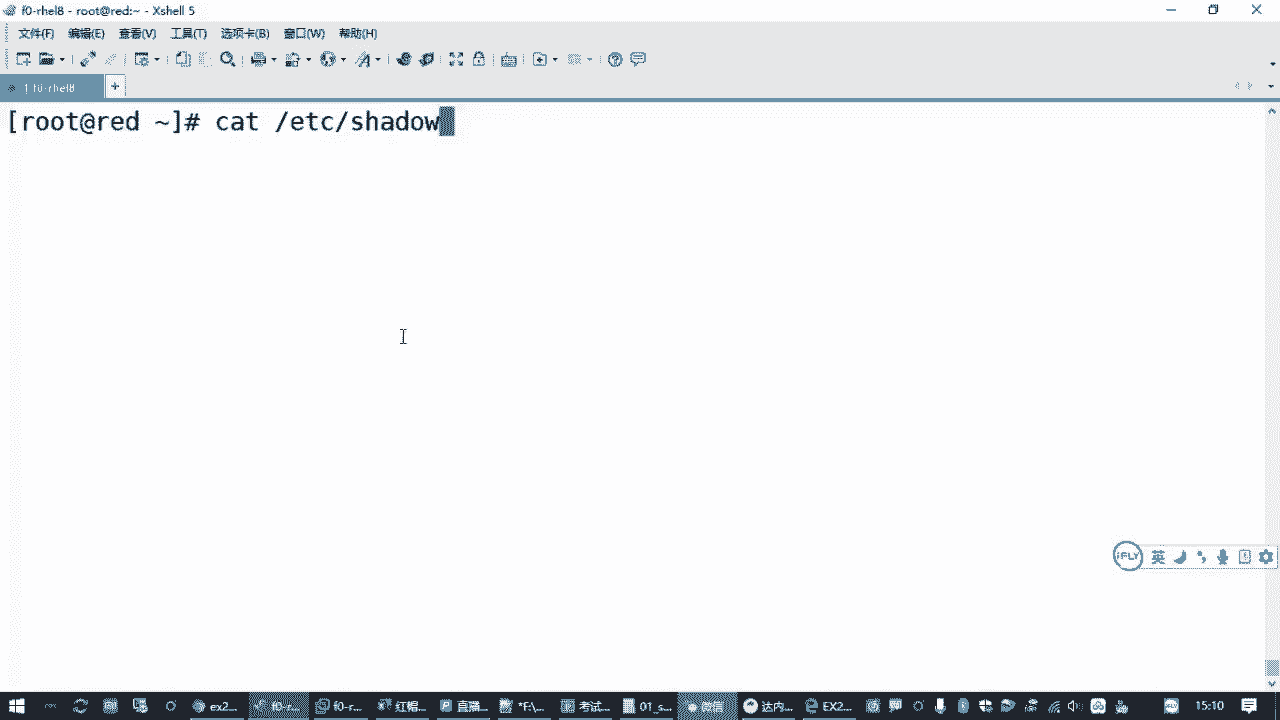 f0-rhel8 - root@red:~ - Xshell 5
文件(F) 编辑(E) 查看(V) 工具(T) 选项卡(B) 窗口(W) 帮助(H)
1 f0-rhel8
[root@red ~]# cat /etc/shadow
iFLY 英
ex2... f0-r... f0-r... 红帽... 直播... *F:\... 考试... 01_s... 达内... EX2... 15:10